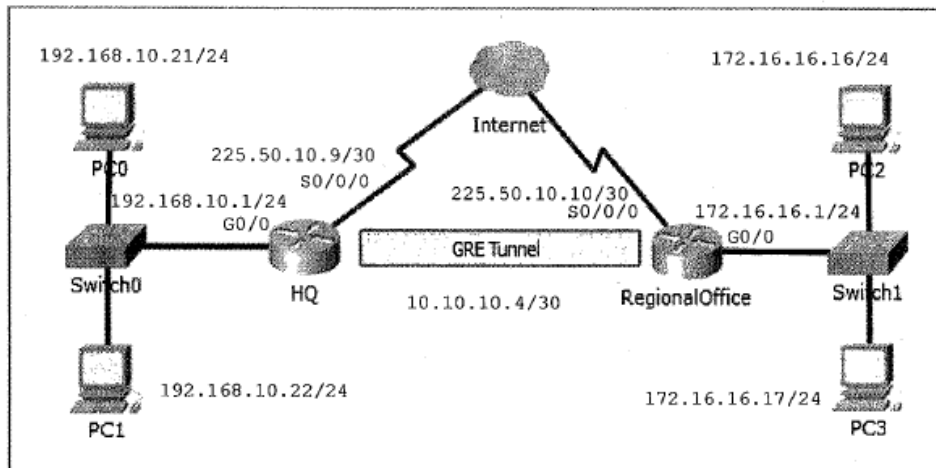 192.168.10.21/24
172.16.16.16/24
Internet
PC0
PC2
225.50.10.9/30
S0/0/0
225.50.10.10/30
S0/0/0
192.168.10.1/24
G0/0
172.16.16.1/24
G0/0
GRE Tunnel
Switch0
HQ
10.10.10.4/30
RegionalOffice
Switch1
192.168.10.22/24
172.16.16.17/24
PC1
PC3